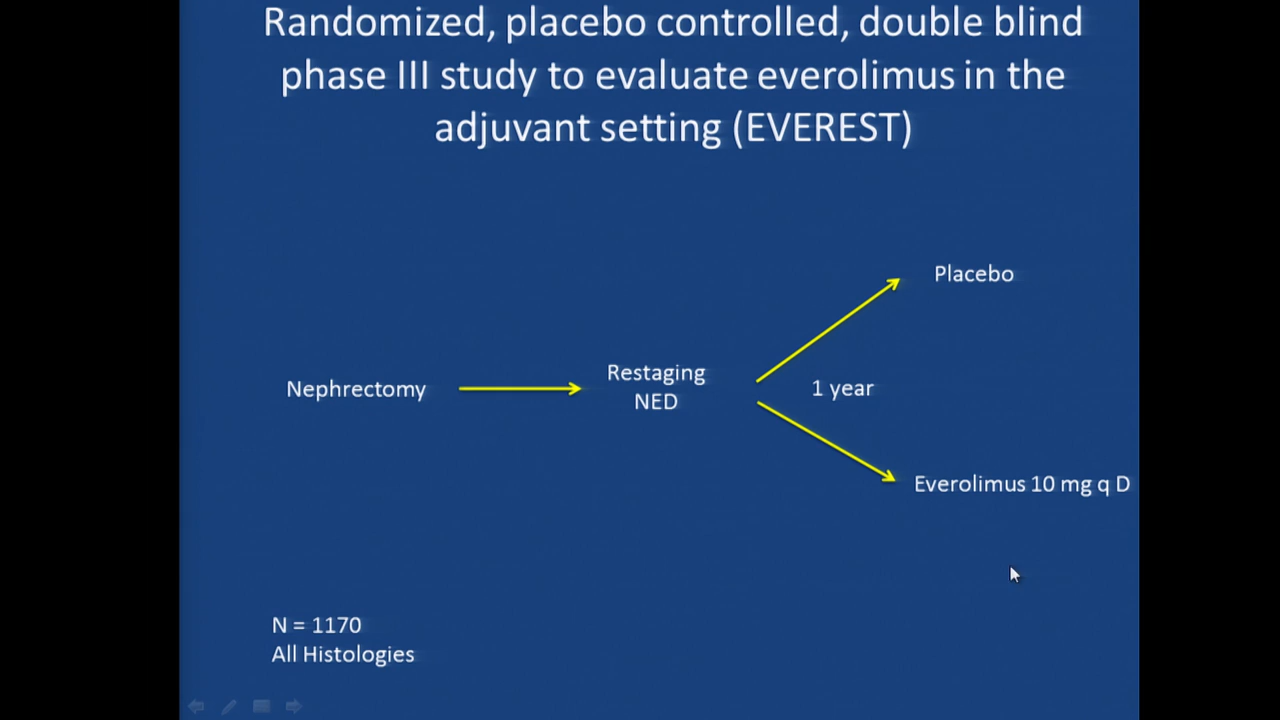 Randomized, placebo controlled, double blind
phase III study to evaluate everolimus in the
adjuvant setting (EVEREST)
Placebo
Nephrectomy
Restaging
NED
1 year
Everolimus 10 mg q D
N = 1170
All Histologies